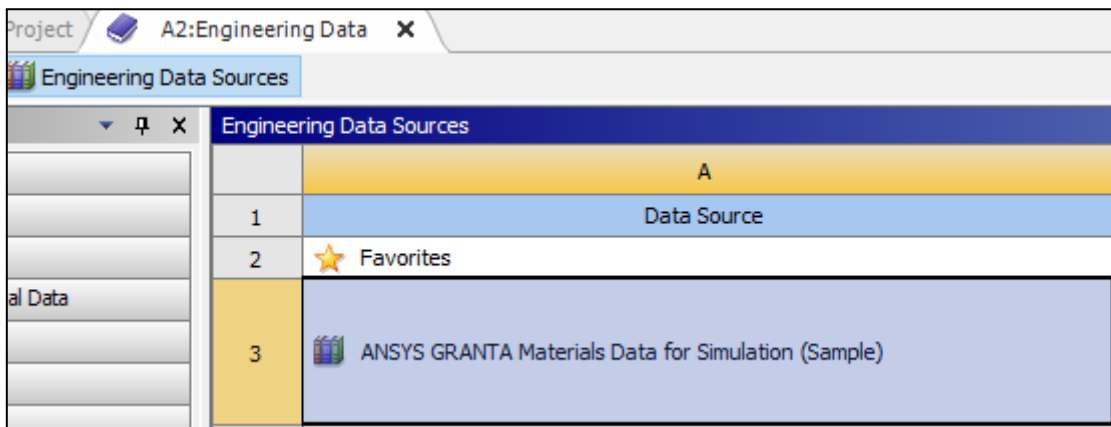 Project
A2:Engineering Data
Engineering Data Sources
Engineering Data Sources
A
1 Data Source
2 Favorites
al Data
3 ANSYS GRANTA Materials Data for Simulation (Sample)